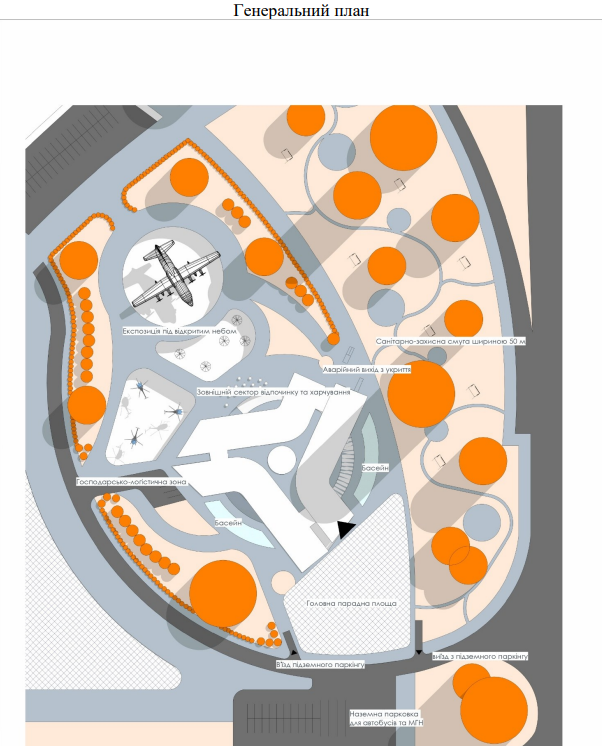 Генеральний план
Експозиція під відкритим небом
Санітарно-захисна смуга шириною 50 м
Аварійний вихід з укриття
Зовнішній сектор відпочинку та харчування
Басейн
Господарсько-логістична зона
Басейн
Головна парадна площа
В'їзд підземного паркінгу
виїзд з підземного паркінгу
Наземна парковка
для автобусів та МГН